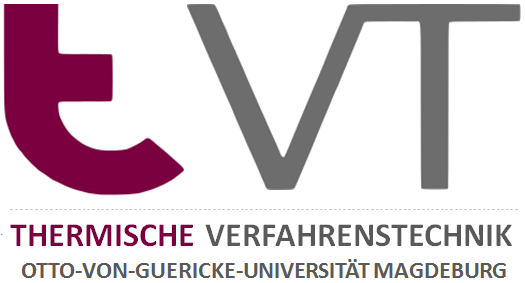 tVT
THERMISCHE VERFAHRENSTECHNIK
OTTO-VON-GUERICKE-UNIVERSITÄT MAGDEBURG